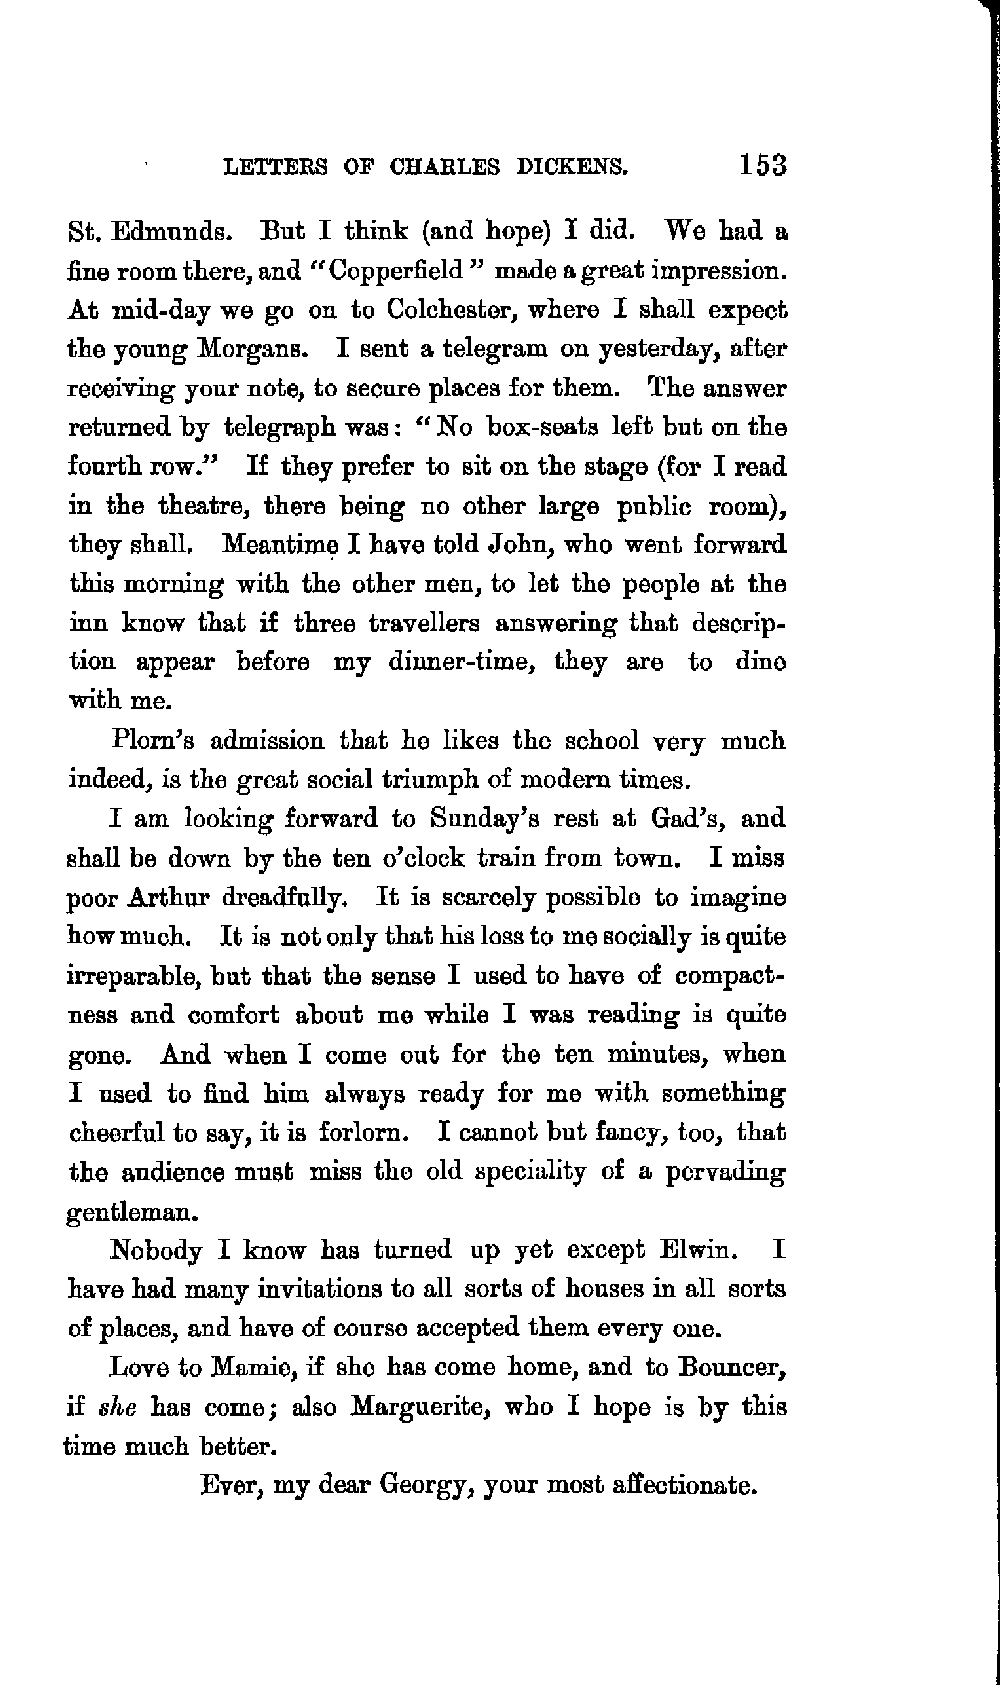 LETTERS OF CHARLES DICKENS. 153
St. Edmunds. But I think (and hope) I did. We had a
fine room there, and "Copperfield" made a great impression.
At mid-day we go on to Colchester, where I shall expect
the young Morgans. I sent a telegram on yesterday, after
receiving your note, to secure places for them. The answer
returned by telegraph was: "No box-seats left but on the
fourth row." If they prefer to sit on the stage (for I read
in the theatre, there being no other large public room),
they shall. Meantime I have told John, who went forward
this morning with the other men, to let the people at the
inn know that if three travellers answering that descrip-
tion appear before my dinner-time, they are to dine
with me.
Plorn's admission that he likes the school very much
indeed, is the great social triumph of modern times.
I am looking forward to Sunday's rest at Gad's, and
shall be down by the ten o'clock train from town. I miss
poor Arthur dreadfully. It is scarcely possible to imagine
how much. It is not only that his loss to me socially is quite
irreparable, but that the sense I used to have of compact-
ness and comfort about me while I was reading is quite
gone. And when I come out for the ten minutes, when
I used to find him always ready for me with something
cheerful to say, it is forlorn. I cannot but fancy, too, that
the audience must miss the old speciality of a pervading
gentleman.
Nobody I know has turned up yet except Elwin. I
have had many invitations to all sorts of houses in all sorts
of places, and have of course accepted them every one.
Love to Mamie, if she has come home, and to Bouncer,
if she has come; also Marguerite, who I hope is by this
time much better.
Ever, my dear Georgy, your most affectionate.